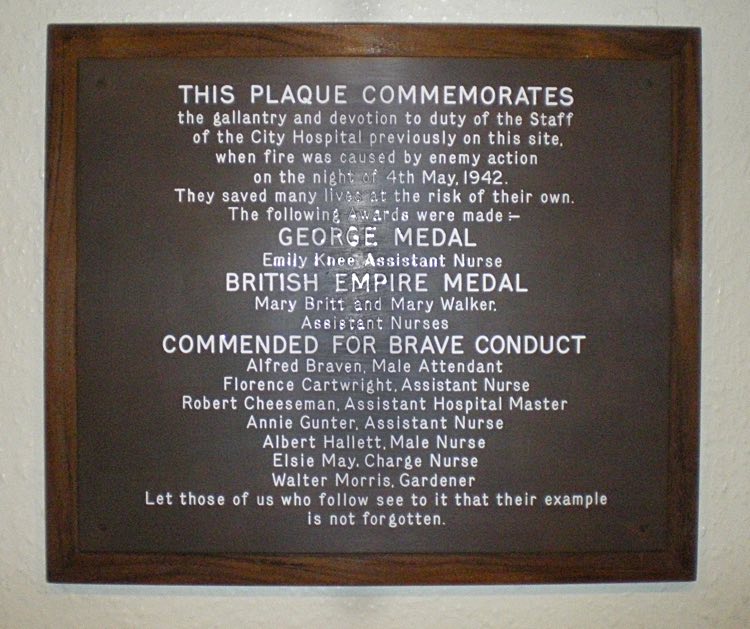 THIS PLAQUE COMMEMORATES
the gallantry and devotion to duty of the Staff
of the City Hospital previously on this site,
when fire was caused by enemy action
on the night of 4th May, 1942.
They saved many lives at the risk of their own.
The following Awards were made :-
GEORGE MEDAL
Emily Knee Assistant Nurse
BRITISH EMPIRE MEDAL
Mary Britt and Mary Walker,
Assistant Nurses
COMMENDED FOR BRAVE CONDUCT
Alfred Braven, Male Attendant
Florence Cartwright, Assistant Nurse
Robert Cheeseman, Assistant Hospital Master
Annie Gunter, Assistant Nurse
Albert Hallett, Male Nurse
Elsie May, Charge Nurse
Walter Morris, Gardener
Let those of us who follow see to it that their example
is not forgotten.